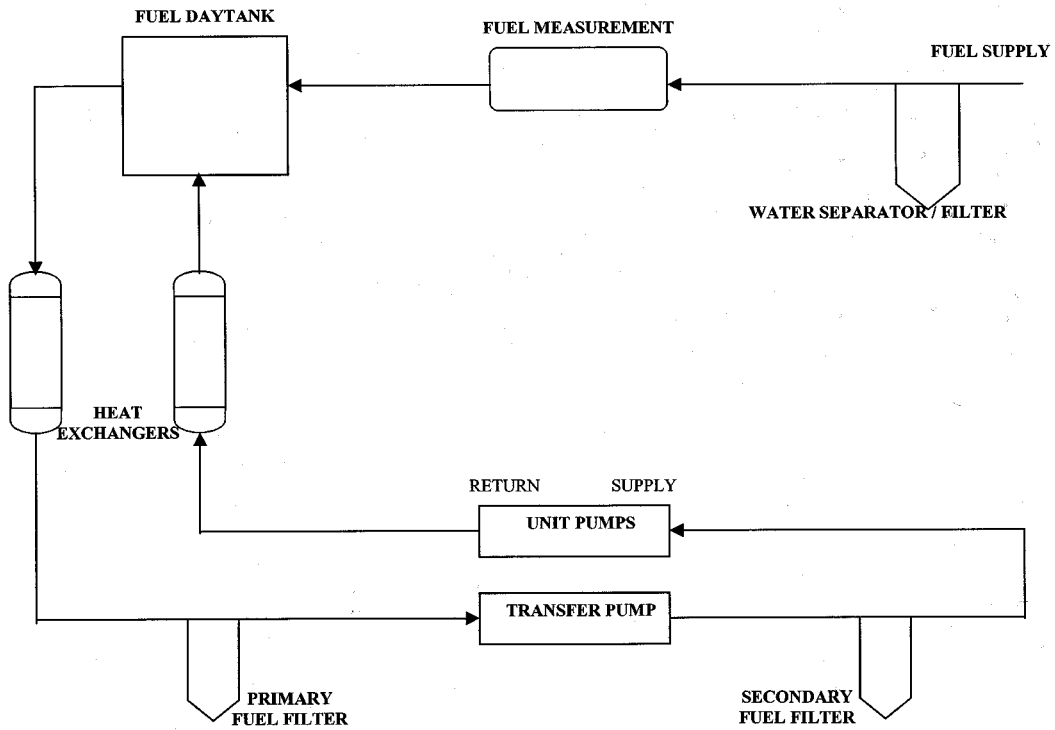 FUEL DAYTANK
FUEL MEASUREMENT
FUEL SUPPLY
WATER SEPARATOR / FILTER
HEAT
EXCHANGERS
RETURN
SUPPLY
UNIT PUMPS
TRANSFER PUMP
PRIMARY
FUEL FILTER
SECONDARY
FUEL FILTER